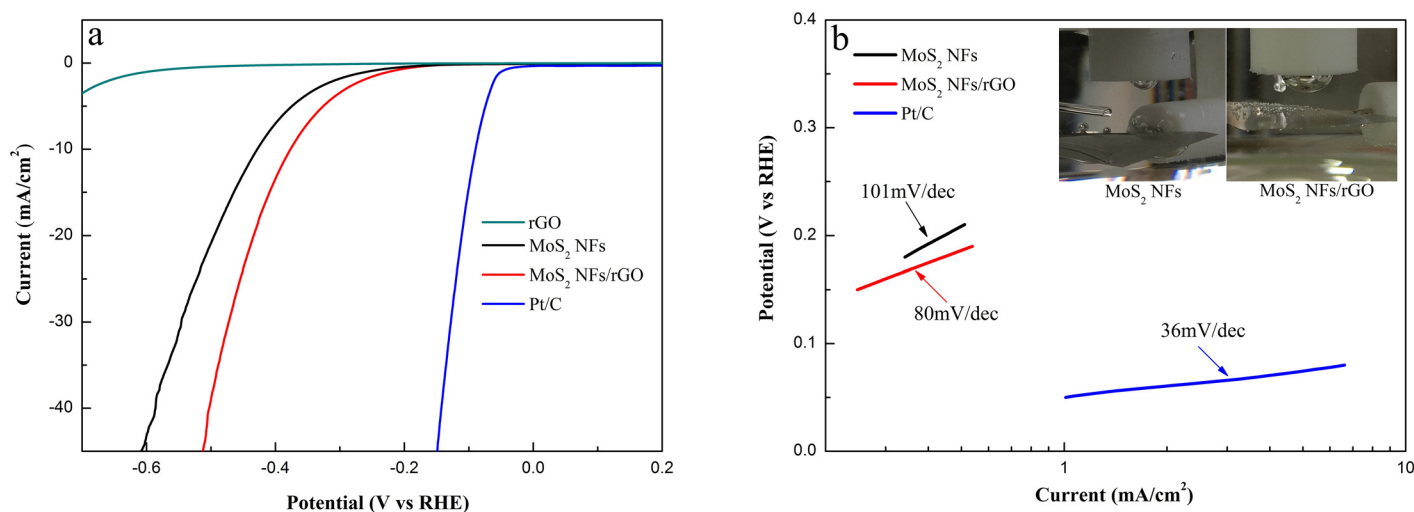 a
0
-10
-20
-30
-40
-0.6
-0.4
-0.2
0.0
0.2
Current (mA/cm²)
Potential (V vs RHE)
rGO
MoS₂ NFs
MoS₂ NFs/rGO
Pt/C
b
0.4
0.3
0.2
0.1
0.0
1
10
Potential (V vs RHE)
Current (mA/cm²)
MoS₂ NFs
MoS₂ NFs/rGO
Pt/C
MoS₂ NFs
MoS₂ NFs/rGO
101mV/dec
80mV/dec
36mV/dec